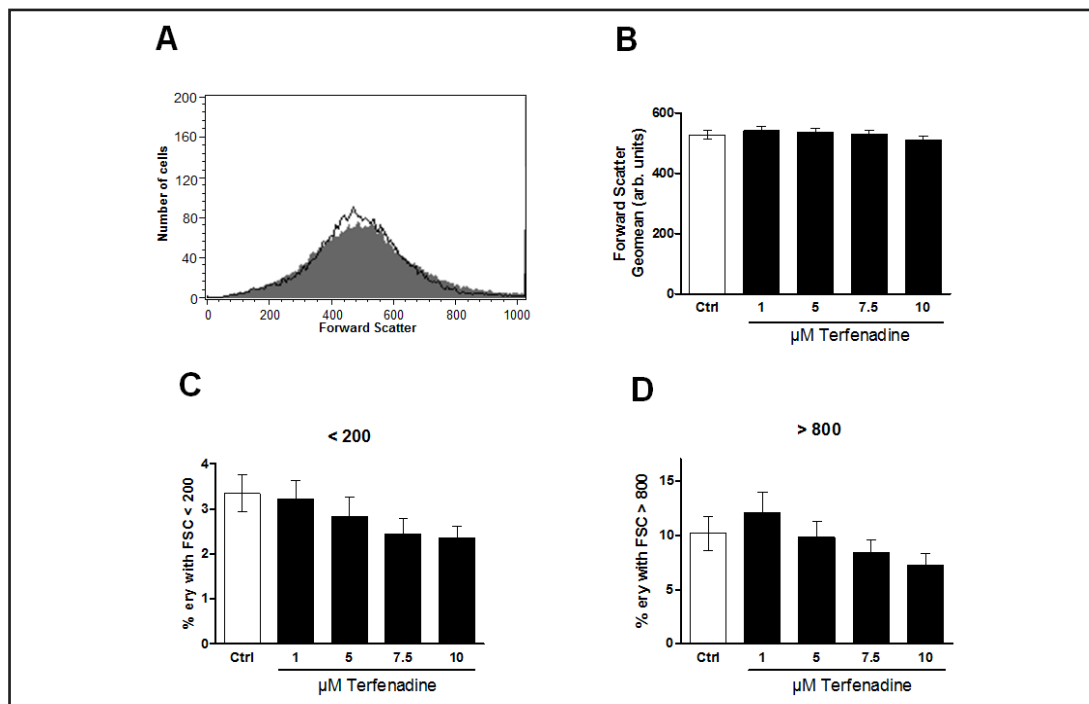 A
200
160
120
80
40
0
Number of cells
0 200 400 600 800 1000
Forward Scatter
B
600
400
200
0
Forward Scatter
Geomean (arb. units)
Ctrl 1 5 7.5 10
µM Terfenadine
C
< 200
4
3
2
1
0
% ery with FSC < 200
Ctrl 1 5 7.5 10
µM Terfenadine
D
> 800
15
10
5
0
% ery with FSC > 800
Ctrl 1 5 7.5 10
µM Terfenadine